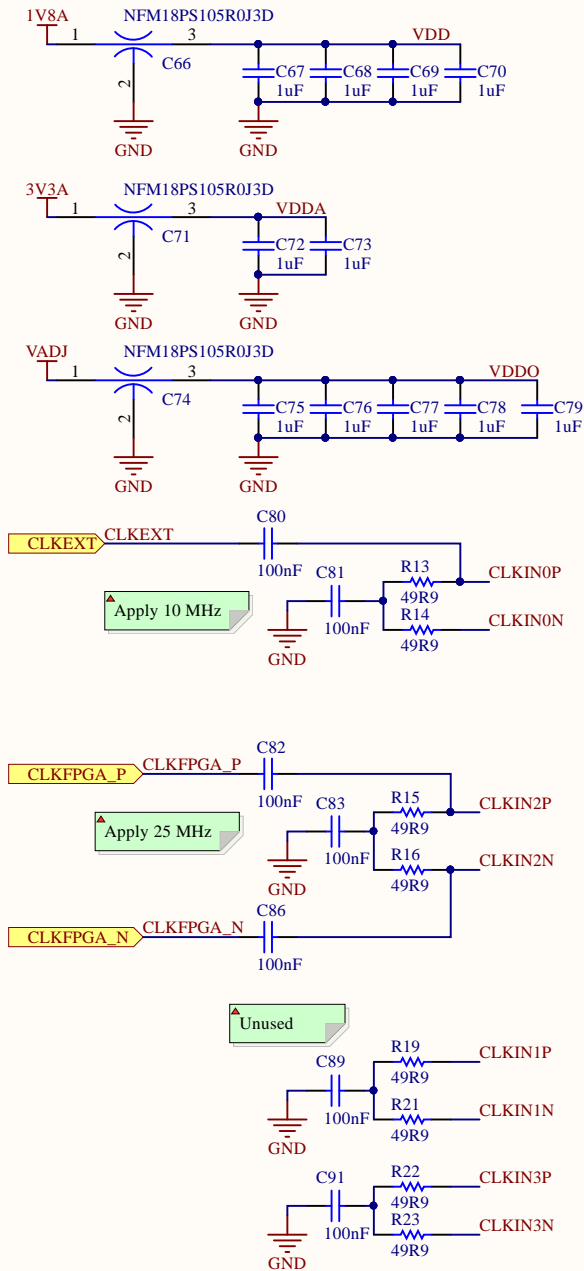 1V8A NFM18PS105R0J3D
1 3 VDD
C66 C67 C68 C69 C70
1uF 1uF 1uF 1uF
2
GND GND
3V3A NFM18PS105R0J3D
1 3 VDDA
C71 C72 C73
1uF 1uF
2
GND GND
VADJ NFM18PS105R0J3D
1 3 VDDO
C74 C75 C76 C77 C78 C79
1uF 1uF 1uF 1uF 1uF
2
GND GND
C80
CLKEXT CLKEXT
100nF
C81 R13 CLKIN0P
49R9
Apply 10 MHz
100nF R14 CLKIN0N
49R9
GND
C82
CLKFPGA_P CLKFPGA_P
100nF
C83 R15 CLKIN2P
49R9
Apply 25 MHz
100nF R16 CLKIN2N
49R9
GND
C86
CLKFPGA_N CLKFPGA_N
100nF
Unused
C89 R19 CLKIN1P
49R9
100nF R21 CLKIN1N
49R9
GND
C91 R22 CLKIN3P
49R9
100nF R23 CLKIN3N
49R9
GND